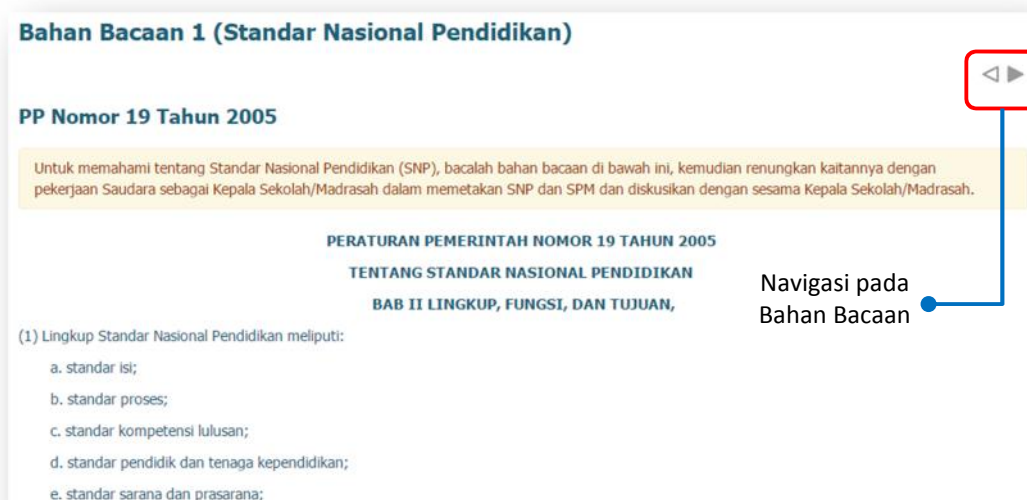 Bahan Bacaan 1 (Standar Nasional Pendidikan)
PP Nomor 19 Tahun 2005
Untuk memahami tentang Standar Nasional Pendidikan (SNP), bacalah bahan bacaan di bawah ini, kemudian renungkan kaitannya dengan
pekerjaan Saudara sebagai Kepala Sekolah/Madrasah dalam memetakan SNP dan SPM dan diskusikan dengan sesama Kepala Sekolah/Madrasah.
PERATURAN PEMERINTAH NOMOR 19 TAHUN 2005
TENTANG STANDAR NASIONAL PENDIDIKAN
BAB II LINGKUP, FUNGSI, DAN TUJUAN,
Navigasi pada
Bahan Bacaan
(1) Lingkup Standar Nasional Pendidikan meliputi:
a. standar isi;
b. standar proses;
c. standar kompetensi lulusan;
d. standar pendidik dan tenaga kependidikan;
e. standar sarana dan prasarana;